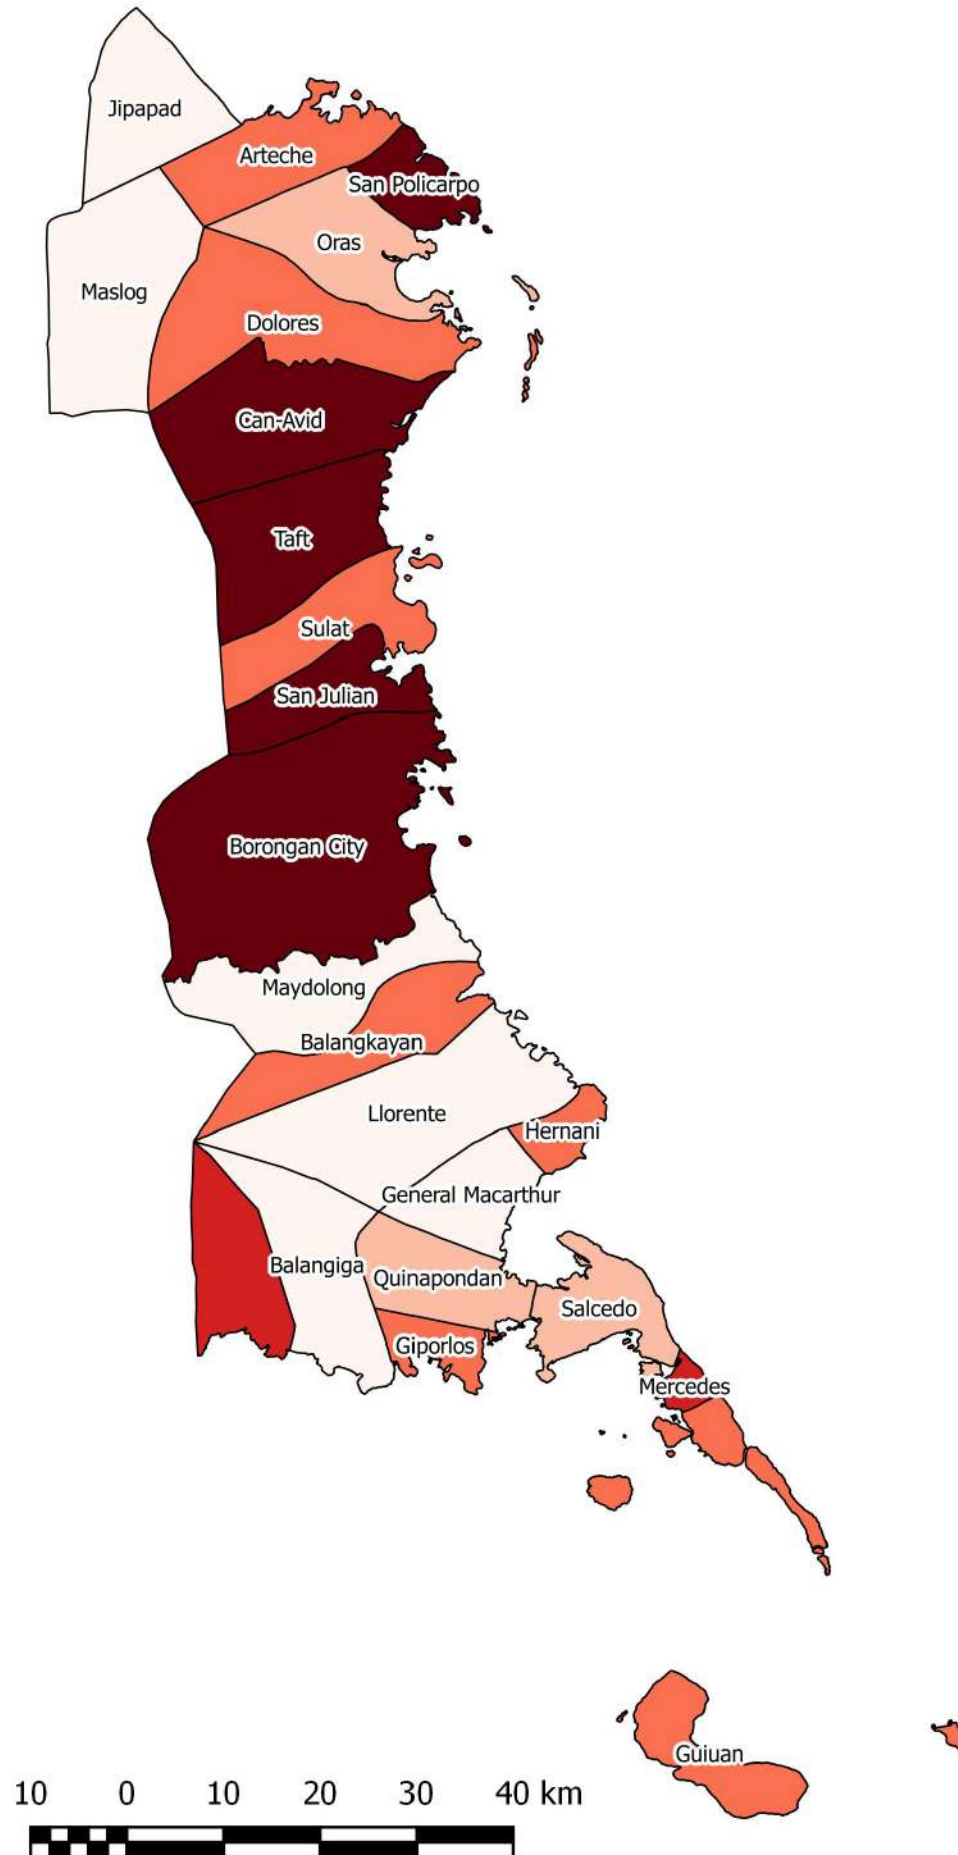 Jipapad
Arteche
San Policarpo
Oras
Maslog
Dolores
Can-Avid
Taft
Sulat
San Julian
Borongan City
Maydolong
Balangkayan
Llorente
Hernani
General Macarthur
Balangiga
Quinapondan
Salcedo
Giporlos
Mercedes
Guiuan
10 0 10 20 30 40 km